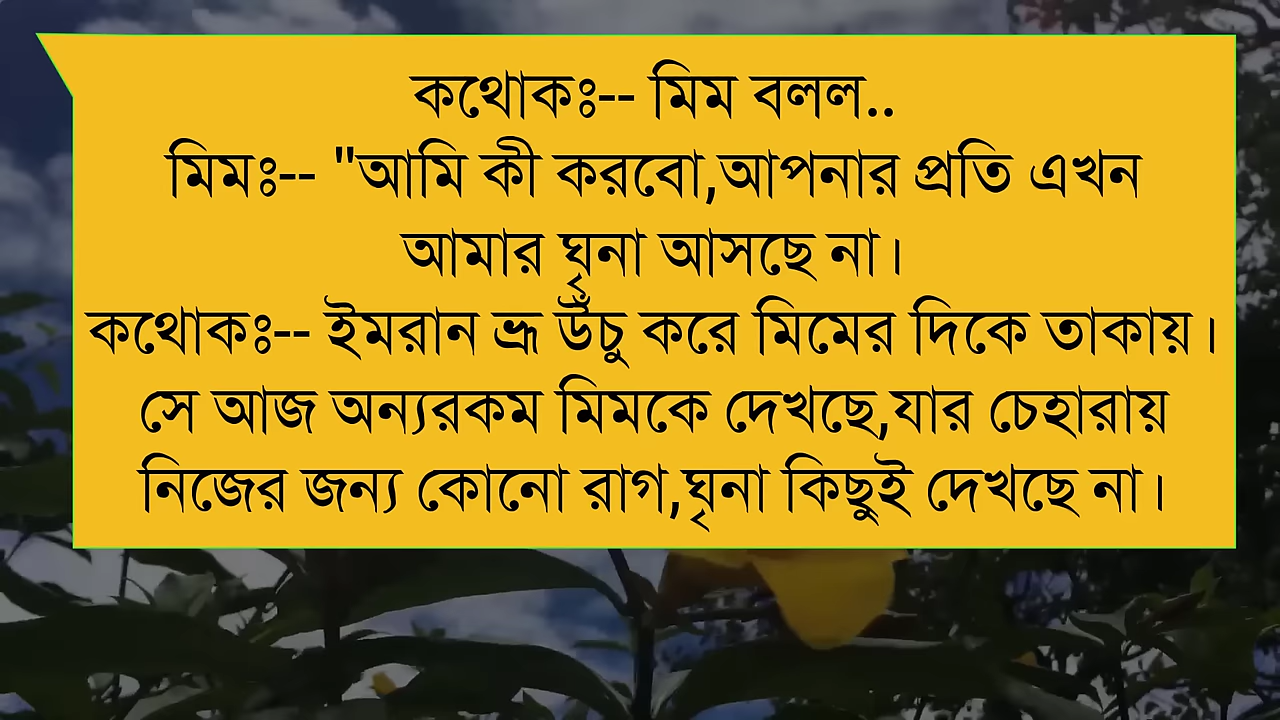 কথোকঃ-- মিম বলল..
মিমঃ-- "আমি কী করবো,আপনার প্রতি এখন
আমার ঘৃনা আসছে না।
কথোকঃ-- ইমরান ভ্রূ উঁচু করে মিমের দিকে তাকায়।
সে আজ অন্যরকম মিমকে দেখছে,যার চেহারায়
নিজের জন্য কোনো রাগ,ঘৃনা কিছুই দেখছে না।